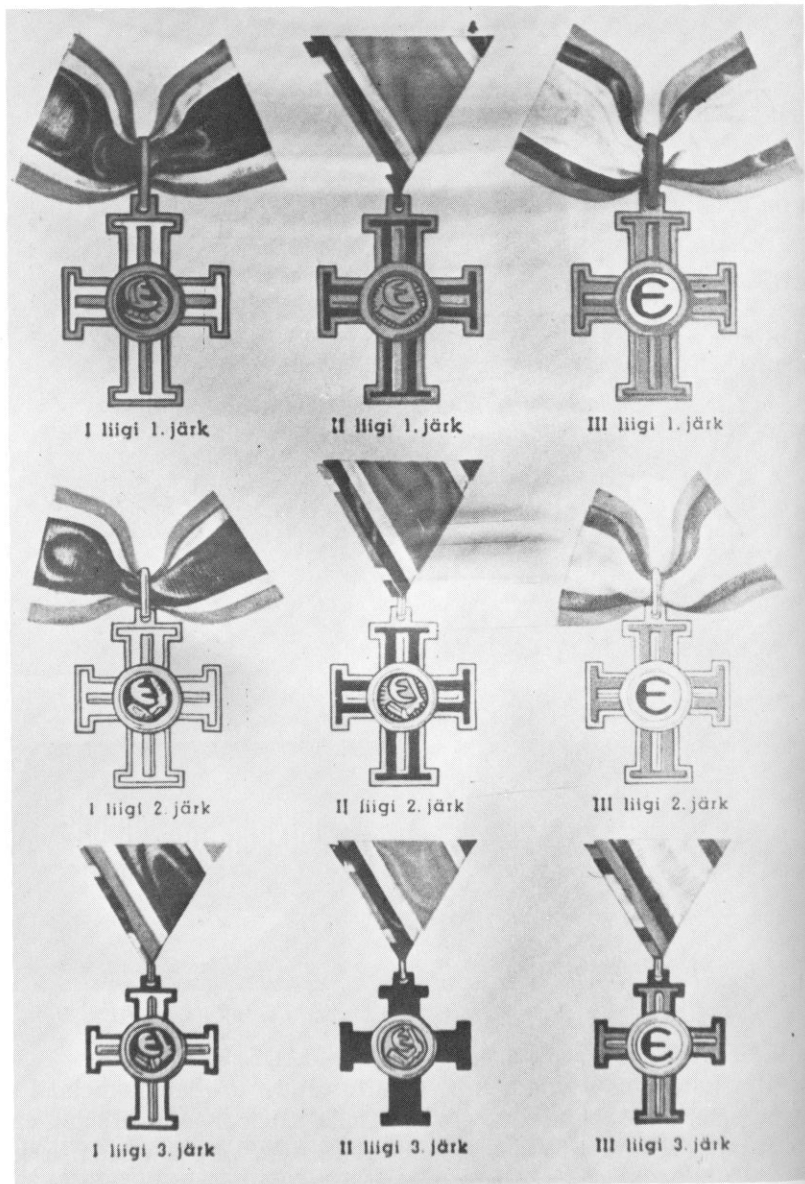 E
I liigi 1. järk
II liigi 1. järk
III liigi 1. järk
E
I liigi 2. järk
II liigi 2. järk
III liigi 2. järk
E
I liigi 3. järk
II liigi 3. järk
III liigi 3. järk